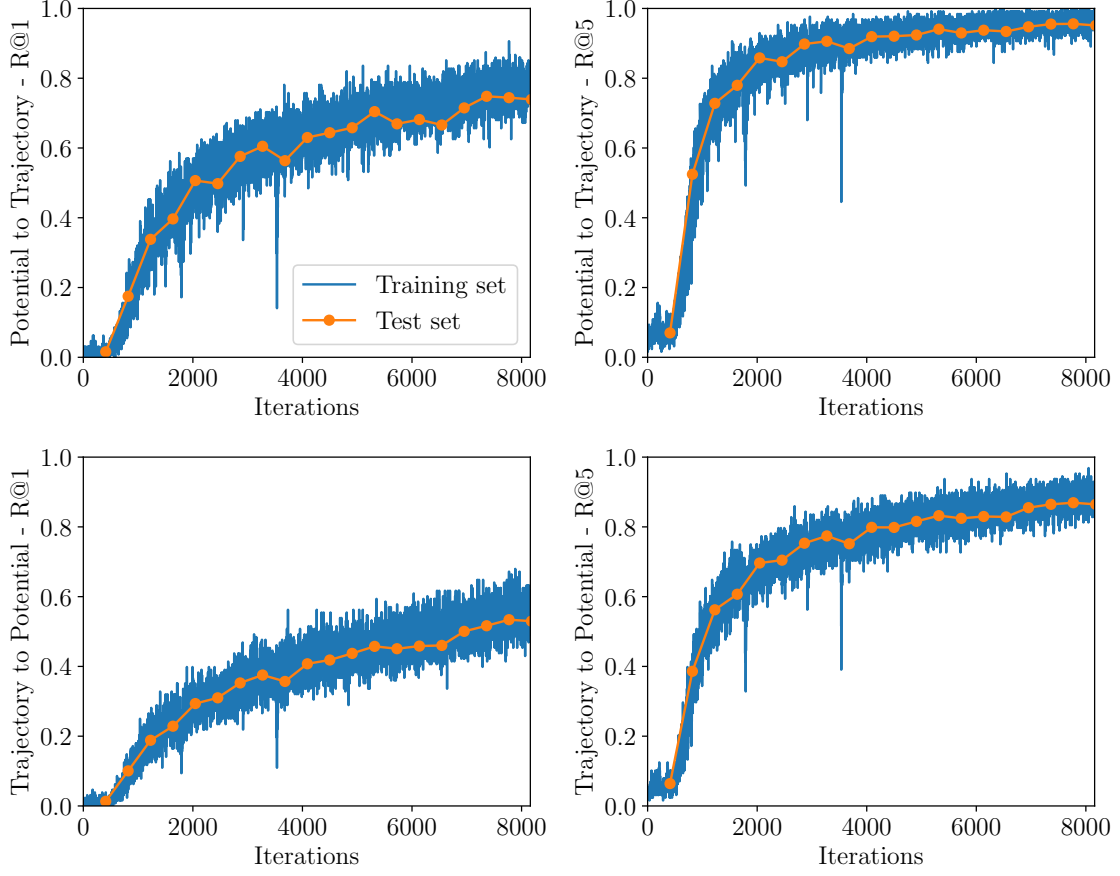 Potential to Trajectory - R@1
1.0
0.8
0.6
0.4
0.2
0.0
0 2000 4000 6000 8000
Iterations
Training set
Test set
Potential to Trajectory - R@5
1.0
0.8
0.6
0.4
0.2
0.0
0 2000 4000 6000 8000
Iterations
Trajectory to Potential - R@1
1.0
0.8
0.6
0.4
0.2
0.0
0 2000 4000 6000 8000
Iterations
Trajectory to Potential - R@5
1.0
0.8
0.6
0.4
0.2
0.0
0 2000 4000 6000 8000
Iterations